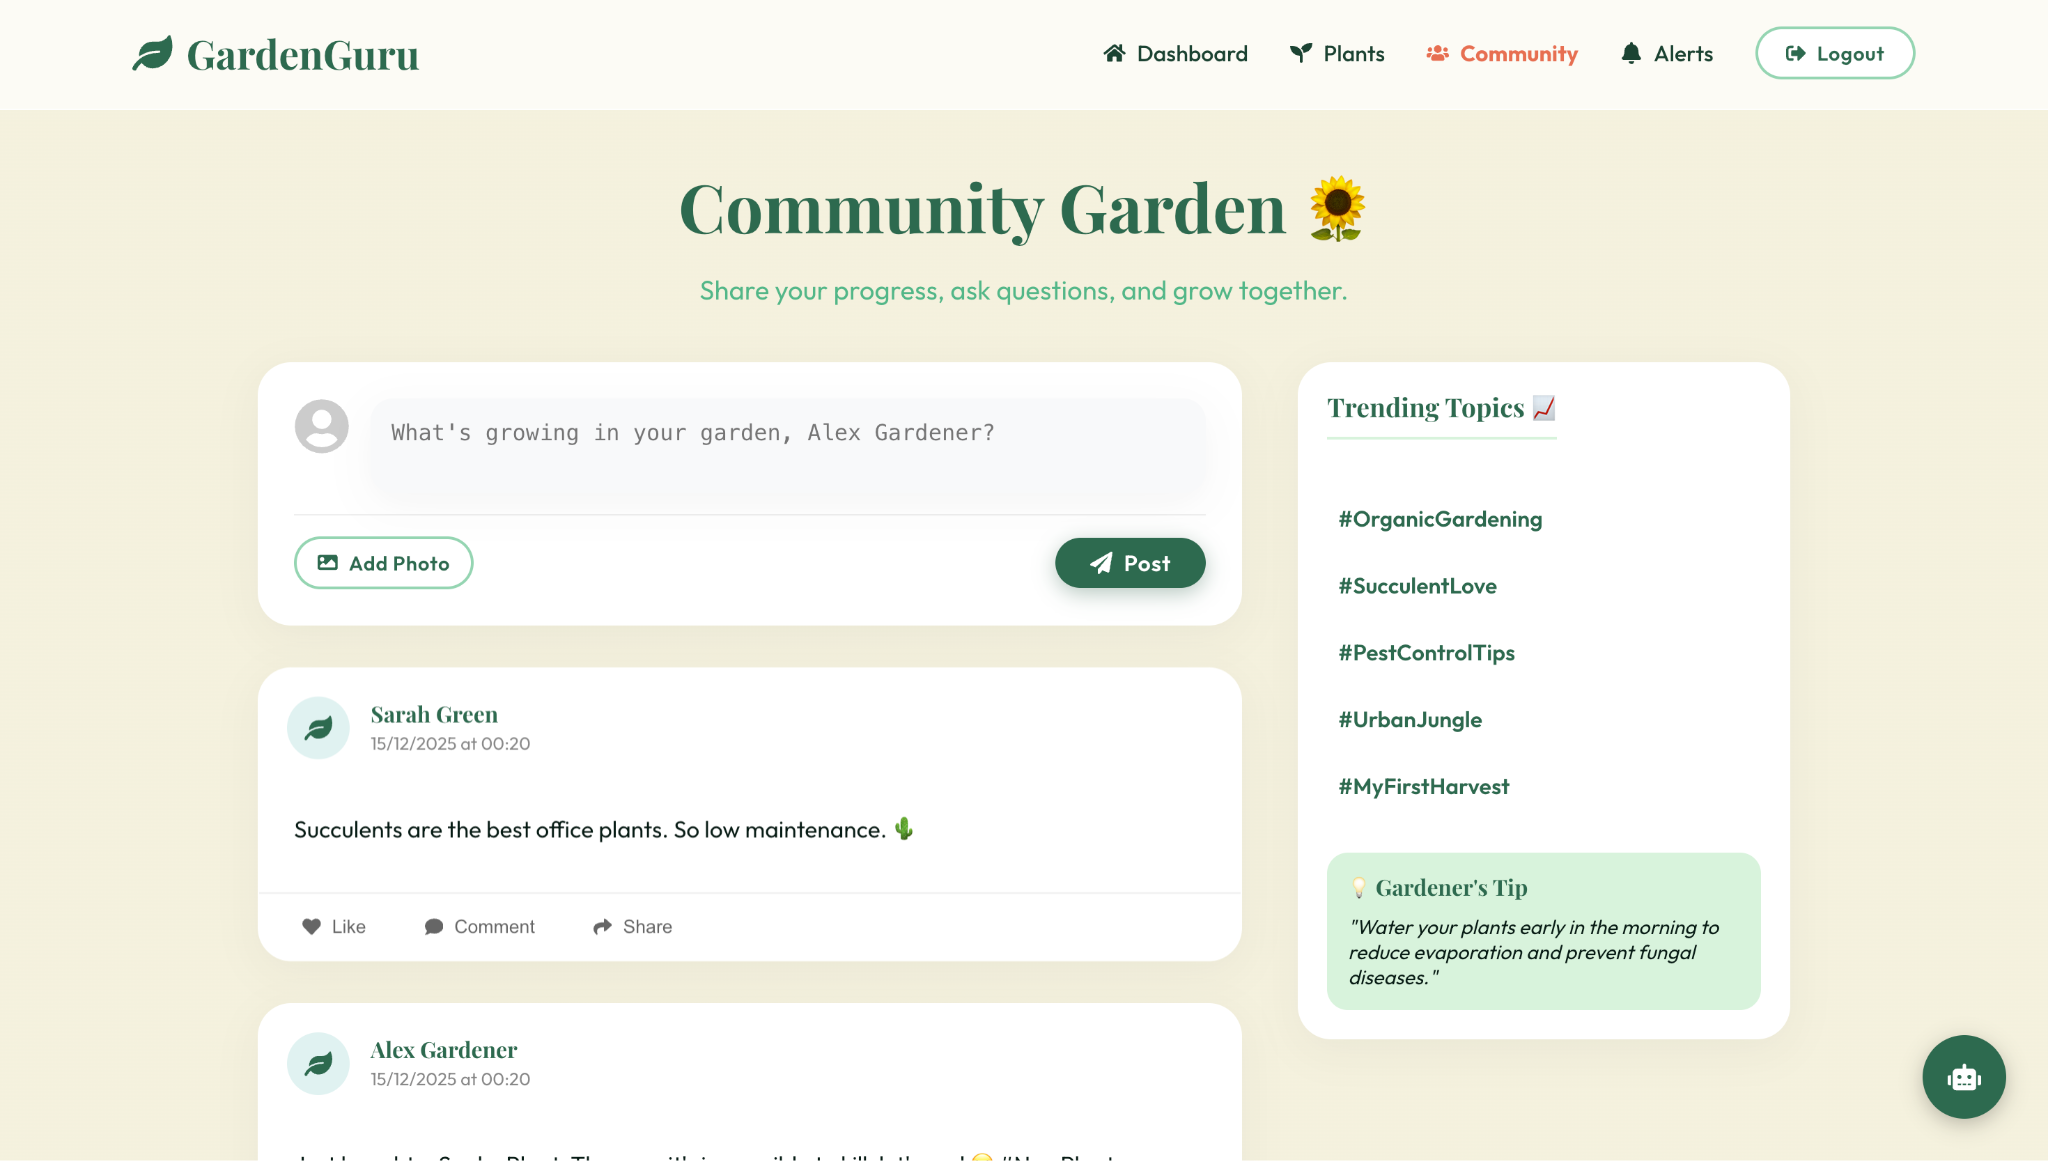 GardenGuru
Dashboard
Plants
Community
Alerts
Logout
Community Garden 🌻
Share your progress, ask questions, and grow together.
What's growing in your garden, Alex Gardener?
Add Photo
Post
Sarah Green
15/12/2025 at 00:20
Succulents are the best office plants. So low maintenance. 🌵
Like
Comment
Share
Alex Gardener
15/12/2025 at 00:20
Trending Topics 📈
#OrganicGardening
#SucculentLove
#PestControlTips
#UrbanJungle
#MyFirstHarvest
💡 Gardener's Tip
"Water your plants early in the morning to
reduce evaporation and prevent fungal
diseases."